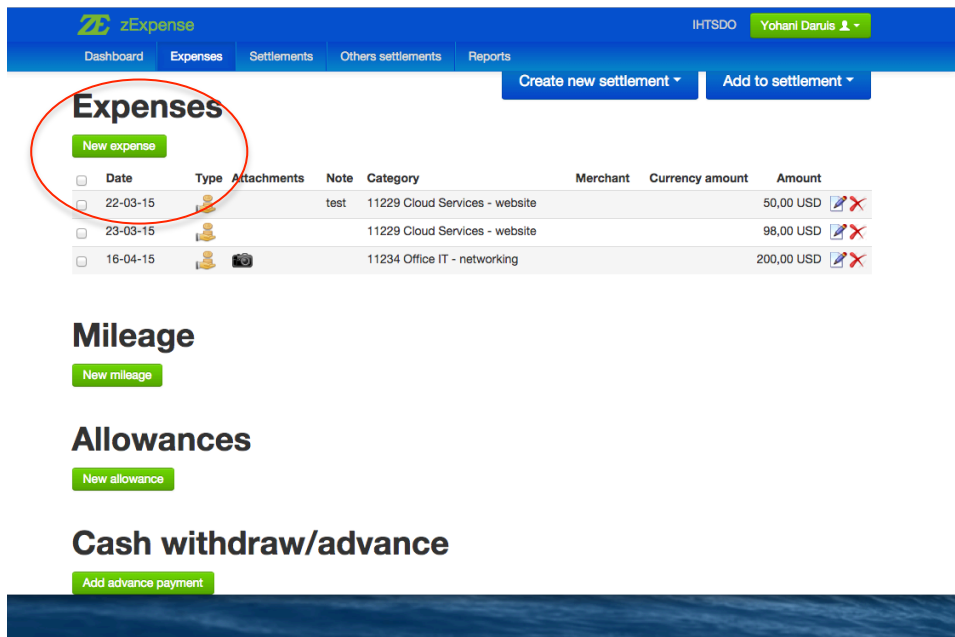 ZE zExpense IHTSDO Yohani Daruis
Dashboard Expenses Settlements Others settlements Reports
Create new settlement Add to settlement
Expenses
New expense
Date Type Attachments Note Category Merchant Currency amount Amount
22-03-15 test 11229 Cloud Services - website 50,00 USD
23-03-15 11229 Cloud Services - website 98,00 USD
16-04-15 11234 Office IT - networking 200,00 USD
Mileage
New mileage
Allowances
New allowance
Cash withdraw/advance
Add advance payment